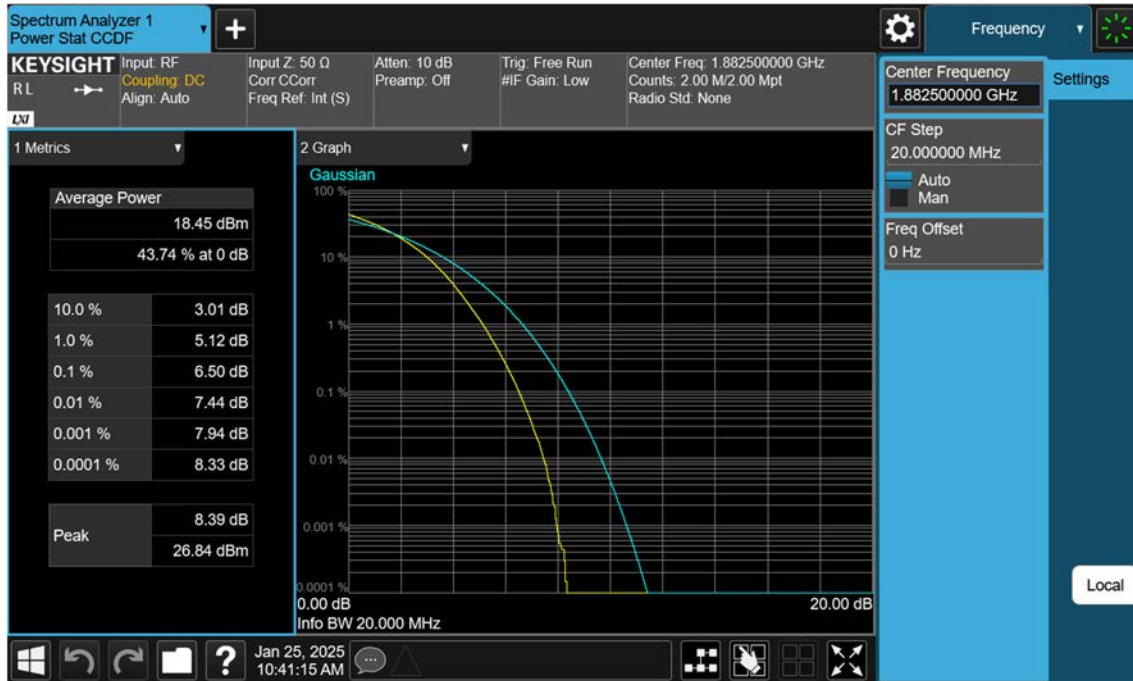 Spectrum Analyzer 1
Power Stat CCDF
Frequency
KEYSIGHT
RL
LXI
Input: RF
Coupling: DC
Align: Auto
Input Z: 50 Ω
Corr CCorr
Freq Ref: Int (S)
Atten: 10 dB
Preamp: Off
Trig: Free Run
#IF Gain: Low
Center Freq: 1.882500000 GHz
Counts: 2.00 M/2.00 Mpt
Radio Std: None
Center Frequency
1.882500000 GHz
Settings
CF Step
20.000000 MHz
Auto
Man
Freq Offset
0 Hz
1 Metrics
Average Power
18.45 dBm
43.74 % at 0 dB
10.0 % 3.01 dB
1.0 % 5.12 dB
0.1 % 6.50 dB
0.01 % 7.44 dB
0.001 % 7.94 dB
0.0001 % 8.33 dB
Peak
8.39 dB
26.84 dBm
2 Graph
Gaussian
100 %
10 %
1 %
0.1 %
0.01 %
0.001 %
0.0001 %
0.00 dB 20.00 dB
Info BW 20.000 MHz
Local
?
Jan 25, 2025
10:41:15 AM